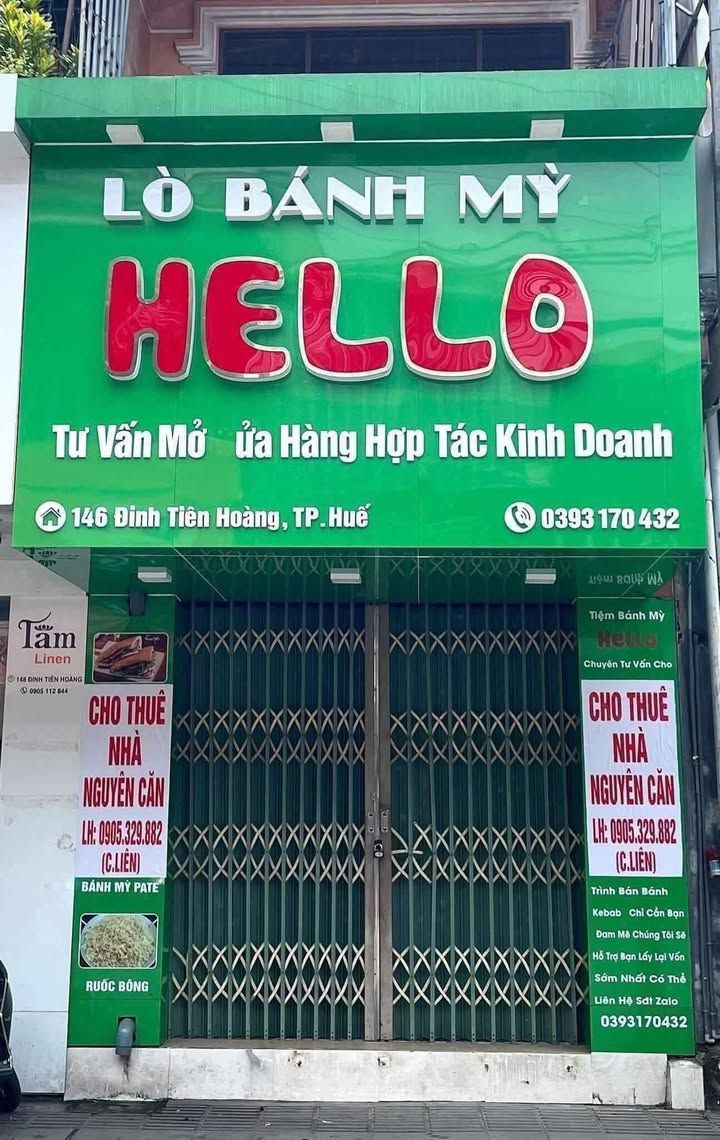 LÒ BÁNH MỲ
HELLO
Tư Vấn Mở ửa Hàng Hợp Tác Kinh Doanh
146 Đinh Tiên Hoàng, TP.Huế
0393 170 432
Tiệm Bánh Mỳ
Tâm
Linen
148 ĐINH TIÊN HOÀNG
0905 112 844
CHO THUÊ
NHÀ
NGUYÊN CĂN
LH: 0905.329.882
(C.LIÊN)
BÁNH MỲ PATE
RUỐC BÔNG
Tiệm Bánh Mỳ
Hello
Chuyên Tư Vấn Cho
CHO THUÊ
NHÀ
NGUYÊN CĂN
LH: 0905.329.882
(C.LIÊN)
Trình Bán Bánh
Kebab Chỉ Cần Bạn
Đam Mê Chúng Tôi Sẽ
Hỗ Trợ Bạn Lấy Lại Vốn
Sớm Nhất Có Thể
Liên Hệ Sđt Zalo
0393170432